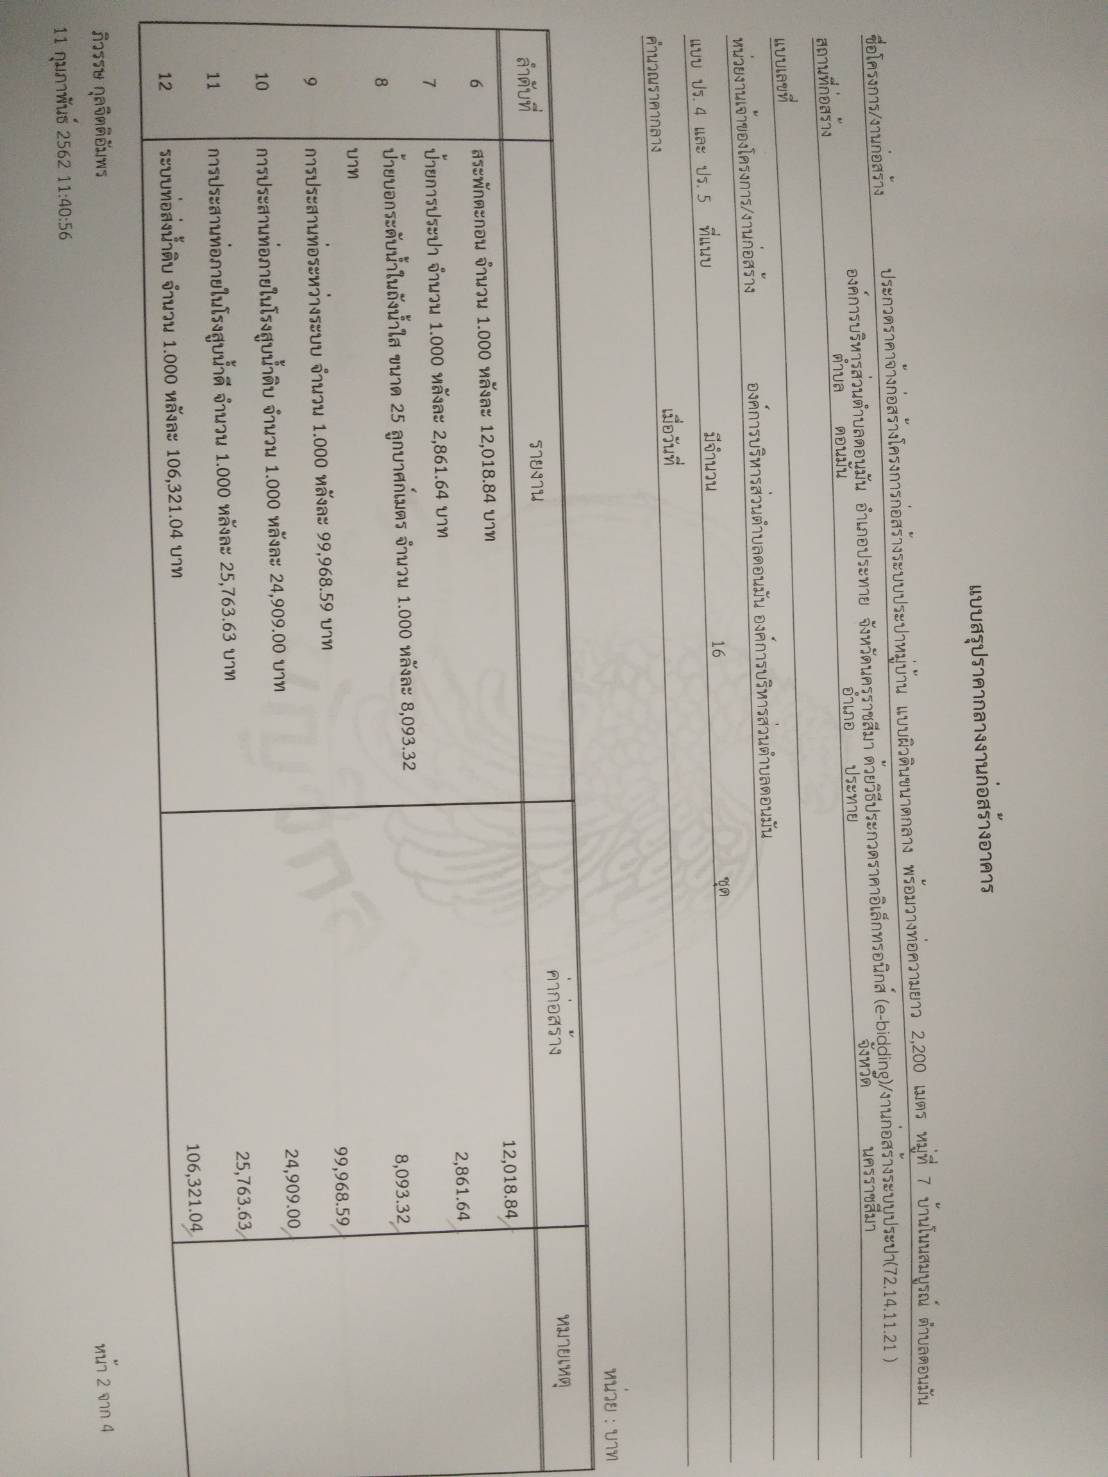 แบบสรุปราคากลางงานก่อสร้างอาคาร
ชื่อโครงการ/งานก่อสร้าง ประกวดราคาจ้างก่อสร้างโครงการก่อสร้างระบบประปาหมู่บ้าน แบบผิวดินขนาดกลาง พร้อมวางท่อความยาว 2,200 เมตร หมู่ที่ 7 บ้านโนนสมบูรณ์ ตำบลดอนมัน
องค์การบริหารส่วนตำบลดอนมัน อำเภอประทาย จังหวัดนครราชสีมา ด้วยวิธีประกวดราคาอิเล็กทรอนิกส์ (e-bidding)/งานก่อสร้างระบบประปา(72.14.11.21 )
สถานที่ก่อสร้าง ตำบล ดอนมัน อำเภอ ประทาย จังหวัด นครราชสีมา
แบบเลขที่
หน่วยงานเจ้าของโครงการ/งานก่อสร้าง องค์การบริหารส่วนตำบลดอนมัน องค์การบริหารส่วนตำบลดอนมัน
แบบ ปร. 4 และ ปร. 5 ที่แนบ มีจำนวน 16 ชุด
คำนวณราคากลาง เมื่อวันที่
หน่วย : บาท
ลำดับที่ รายงาน ค่าก่อสร้าง หมายเหตุ
6 สระพักตะกอน จำนวน 1.000 หลังละ 12,018.84 บาท 12,018.84
7 ป้ายการประปา จำนวน 1.000 หลังละ 2,861.64 บาท 2,861.64
8 ป้ายบอกระดับน้ำในถังน้ำใส ขนาด 25 ลูกบาศก์เมตร จำนวน 1.000 หลังละ 8,093.32 8,093.32
บาท
9 การประสานท่อระหว่างระบบ จำนวน 1.000 หลังละ 99,968.59 บาท 99,968.59
10 การประสานท่อภายในโรงสูบน้ำดิบ จำนวน 1.000 หลังละ 24,909.00 บาท 24,909.00
11 การประสานท่อภายในโรงสูบน้ำดี จำนวน 1.000 หลังละ 25,763.63 บาท 25,763.63
12 ระบบท่อส่งน้ำดิบ จำนวน 1.000 หลังละ 106,321.04 บาท 106,321.04
ภิวรรษ กุลจิตติอัมพร
11 กุมภาพันธ์ 2562 11:40:56
หน้า 2 จาก 4